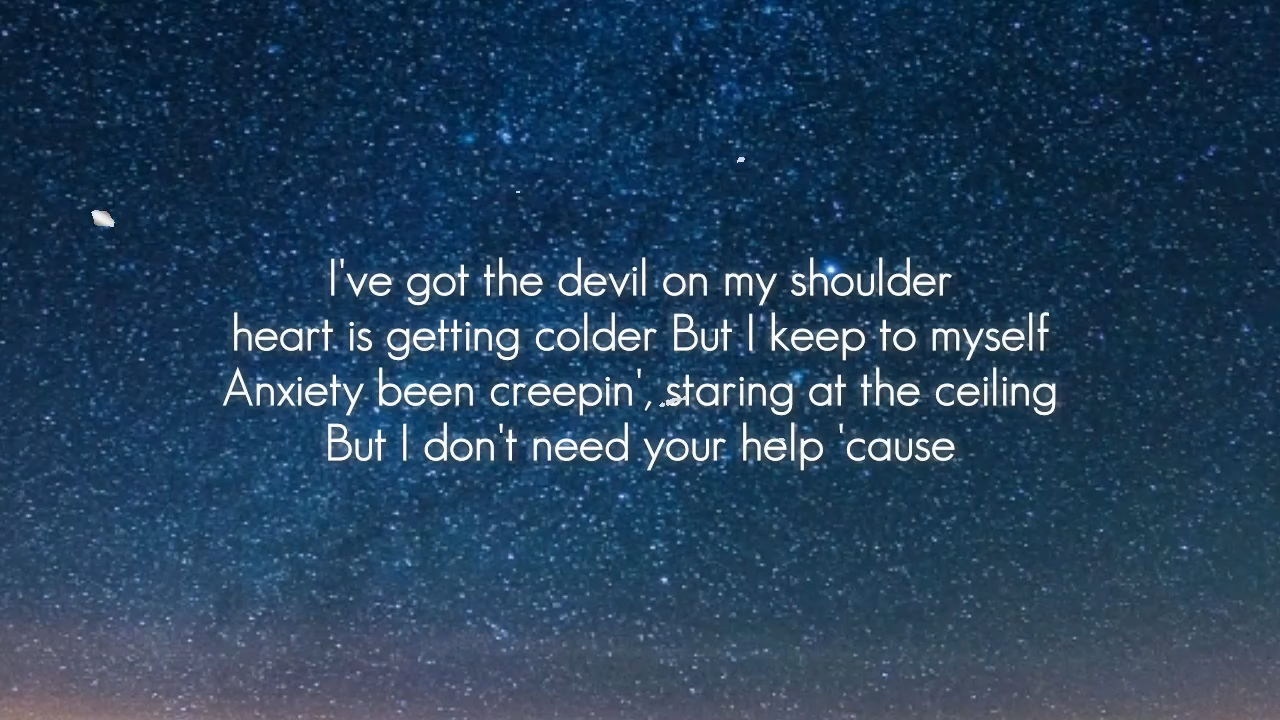 I've got the devil on my shoulder
heart is getting colder But I keep to myself
Anxiety been creepin', staring at the ceiling
But I don't need your help 'cause